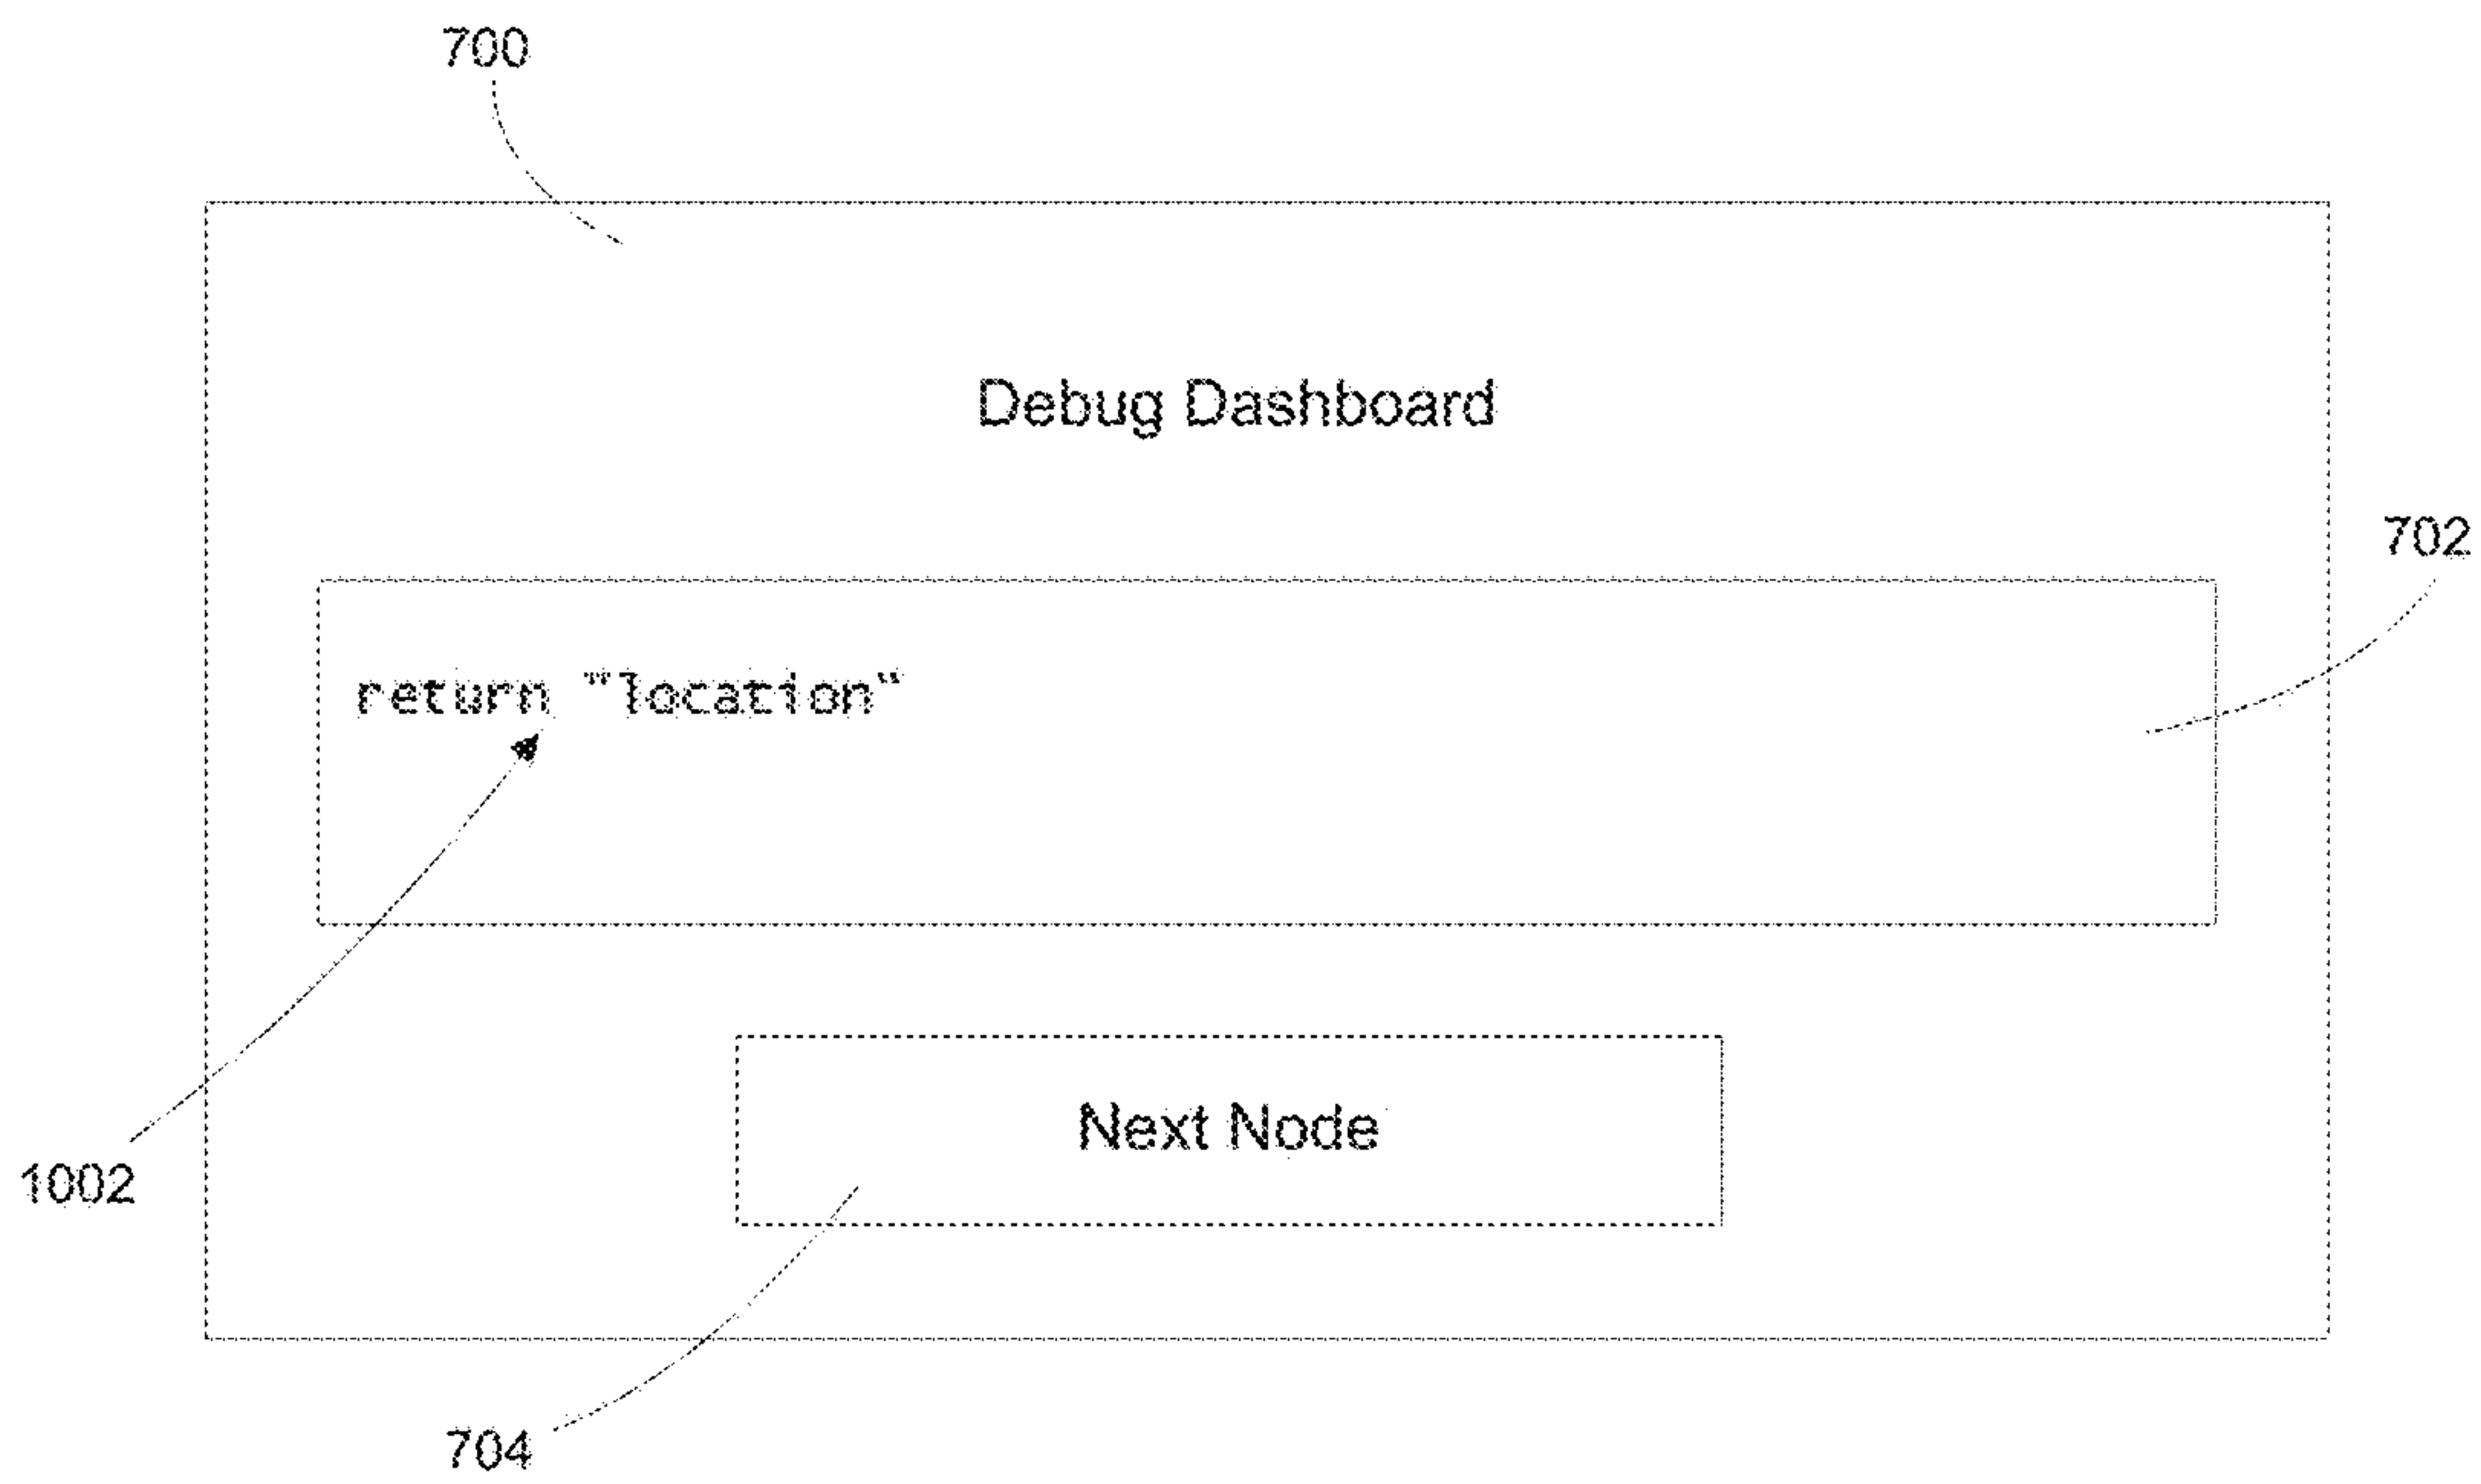 700
Debug Dashboard
702
return "location"
Next Node
1002
704